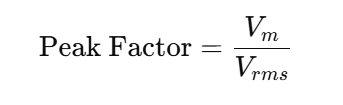 Peak Factor = V_m / V_rms